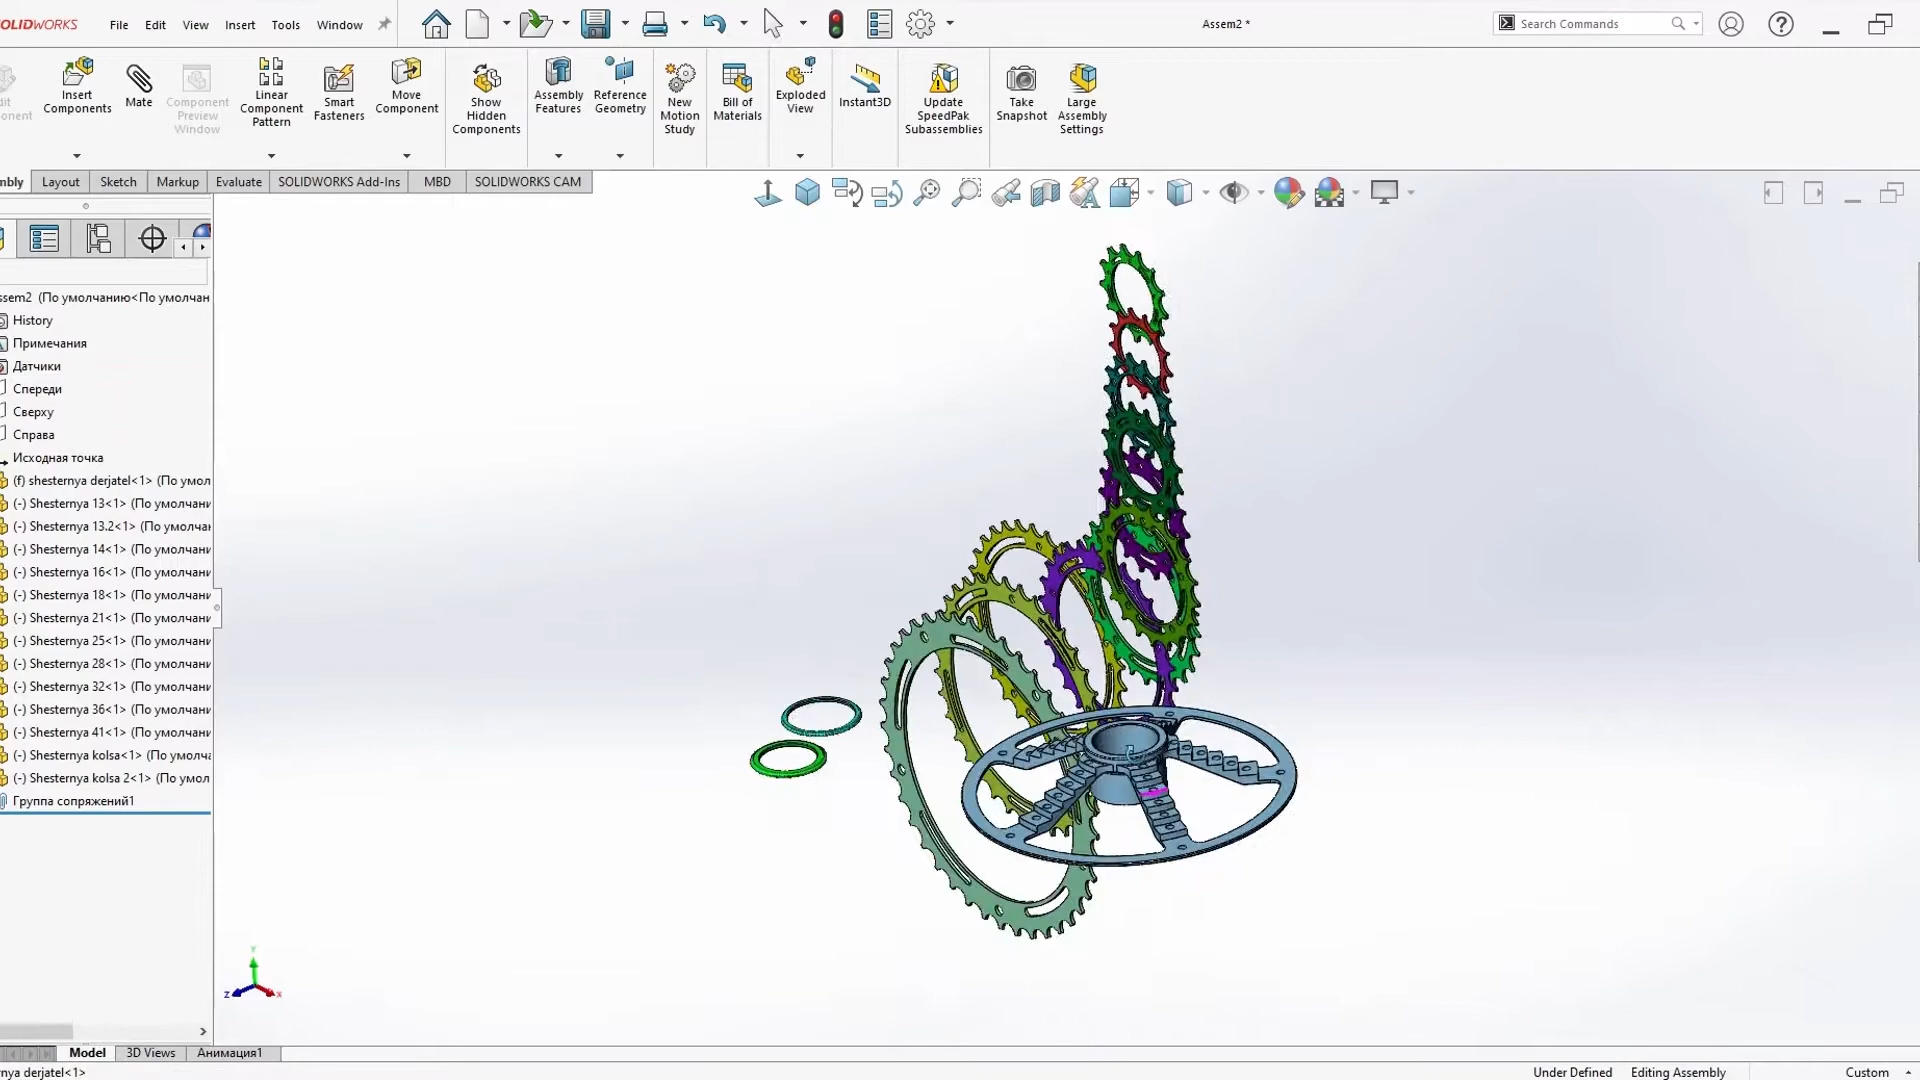 SOLIDWORKS File Edit View Insert Tools Window Assem2 * Search Commands
Insert Components
Mate
Component Preview Window
Linear Component Pattern
Smart Fasteners
Move Component
Show Hidden Components
Assembly Features
Reference Geometry
New Motion Study
Bill of Materials
Exploded View
Instant3D
Update SpeedPak Subassemblies
Take Snapshot
Large Assembly Settings
mbly Layout Sketch Markup Evaluate SOLIDWORKS Add-Ins MBD SOLIDWORKS CAM
ssem2 (По умолчанию<По умолчан
History
Примечания
Датчики
Спереди
Сверху
Справа
Исходная точка
(f) shesternya derjatel<1> (По умол
(-) Shesternya 13<1> (По умолчани
(-) Shesternya 13.2<1> (По умолчан
(-) Shesternya 14<1> (По умолчани
(-) Shesternya 16<1> (По умолчани
(-) Shesternya 18<1> (По умолчани
(-) Shesternya 21<1> (По умолчани
(-) Shesternya 25<1> (По умолчани
(-) Shesternya 28<1> (По умолчани
(-) Shesternya 32<1> (По умолчани
(-) Shesternya 36<1> (По умолчани
(-) Shesternya 41<1> (По умолчани
(-) Shesternya kolsa<1> (По умолча
(-) Shesternya kolsa 2<1> (По умол
Группа сопряжений1
Y
Z X
Model 3D Views Анимация1
nya derjatel<1> Under Defined Editing Assembly Custom